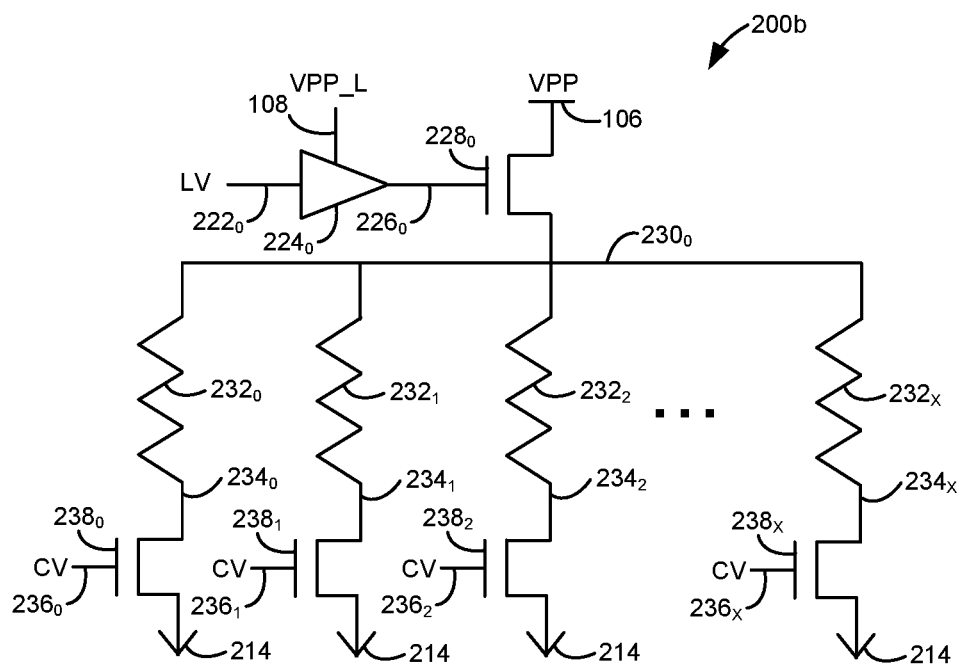 200b
VPP_L
VPP
108
106
228₀
LV
222₀
224₀
226₀
230₀
232₀
232₁
232₂
...
232ₓ
234₀
234₁
234₂
234ₓ
238₀
238₁
238₂
238ₓ
CV
CV
CV
CV
236₀
236₁
236₂
236ₓ
214
214
214
214